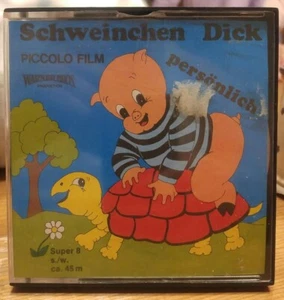 Schweinchen Dick
PICCOLO FILM
persönlich
Super 8
s./w.
ca. 45 m